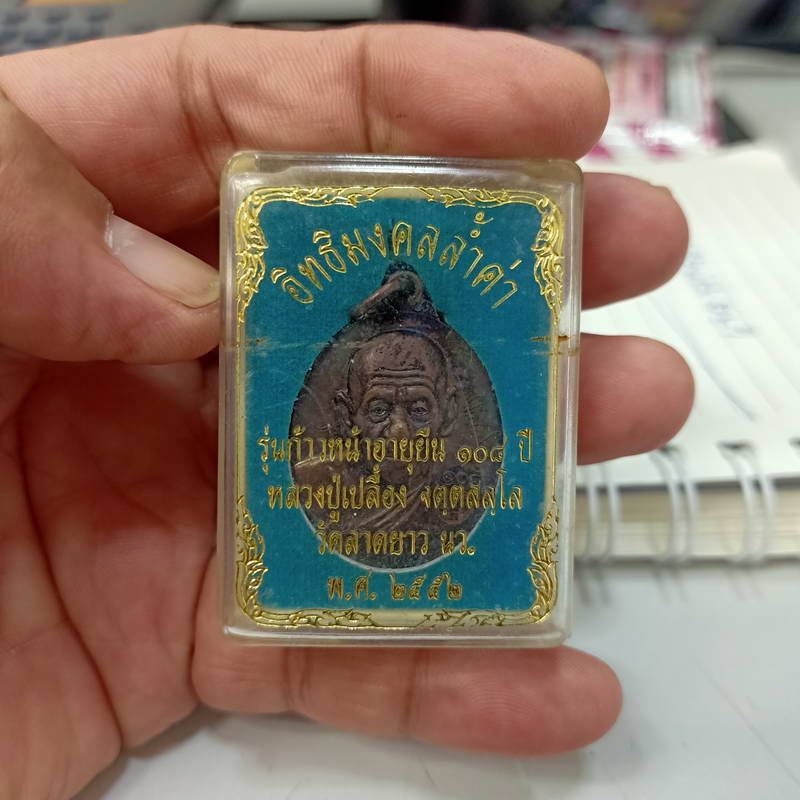 อิทธิมงคลล้ำค่า
รุ่นก้าวหน้าอายุยืน ๑๐๔ ปี
หลวงปู่เปลื้อง จตฺตสลฺโล
วัดลาดยาว นว.
พ.ศ. ๒๕๕๒